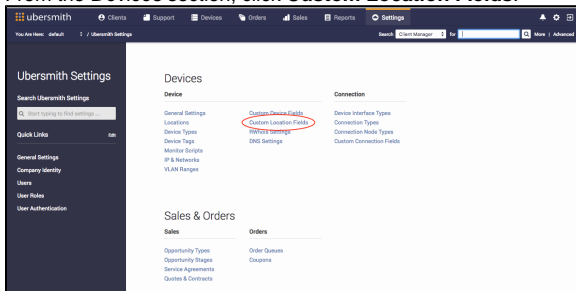 From the Devices section, click Custom Location Fields.
ubersmith
Clients
Support
Devices
Orders
Sales
Reports
Settings
You Are Here: default / Ubersmith Settings
Search Client Manager for
More | Advanced
Ubersmith Settings
Search Ubersmith Settings
Start typing to find settings ...
Quick Links
Edit
General Settings
Company Identity
Users
User Roles
User Authentication
Devices
Device
Connection
General Settings
Custom Device Fields
Device Interface Types
Locations
Custom Location Fields
Connection Types
Device Types
RWhois Settings
Connection Node Types
Device Tags
DNS Settings
Custom Connection Fields
Monitor Scripts
IP & Networks
VLAN Ranges
Sales & Orders
Sales
Orders
Opportunity Types
Order Queues
Opportunity Stages
Coupons
Service Agreements
Quotes & Contracts